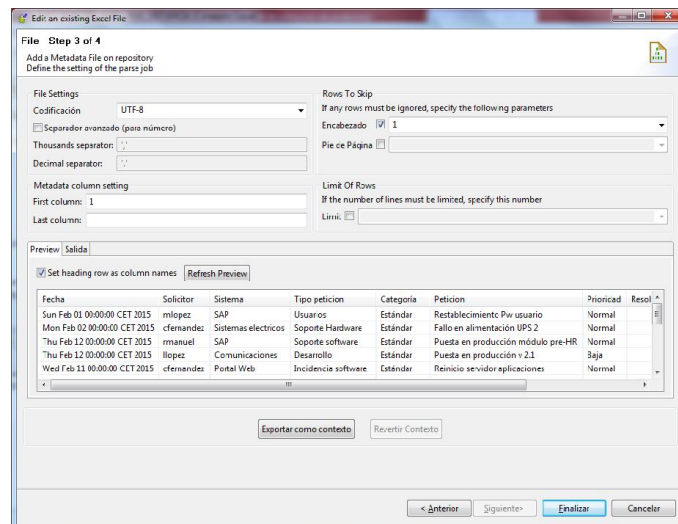 Edit an existing Excel File
File Step 3 of 4
Add a Metadata File on repository
Define the setting of the parse job
File Settings
Codificación UTF-8
Separador avanzado (para número)
Thousands separator: ','
Decimal separator: '.'
Rows To Skip
If any rows must be ignored, specify the following parameters
Encabezado 1
Pie de Página
Metadata column setting
First column: 1
Last column:
Limit Of Rows
If the number of lines must be limited, specify this number
Limit
Preview Salida
Set heading row as column names Refresh Preview
Fecha Solicitor Sistema Tipo peticion Categoría Peticion Prioridad Resol
Sun Feb 01 00:00:00 CET 2015 mlopez SAP Usuarios Estándar Restablecimiento Pw usuario Normal
Mon Feb 02 00:00:00 CET 2015 cfernandez Sistemas electricos Soporte Hardware Estándar Fallo en alimentación UPS 2 Normal
Thu Feb 12 00:00:00 CET 2015 rmanuel SAP Soporte software Estándar Puesta en producción módulo pre-HR Normal
Thu Feb 12 00:00:00 CET 2015 llopez Comunicaciones Desarrollo Estándar Puesta en producción v 2.1 Baja
Wed Feb 11 00:00:00 CET 2015 cfernandez Portal Web Incidencia software Estándar Reinicio servidor aplicaciones Normal
Exportar como contexto Revertir Contexto
< Anterior Siguiente> Finalizar Cancelar